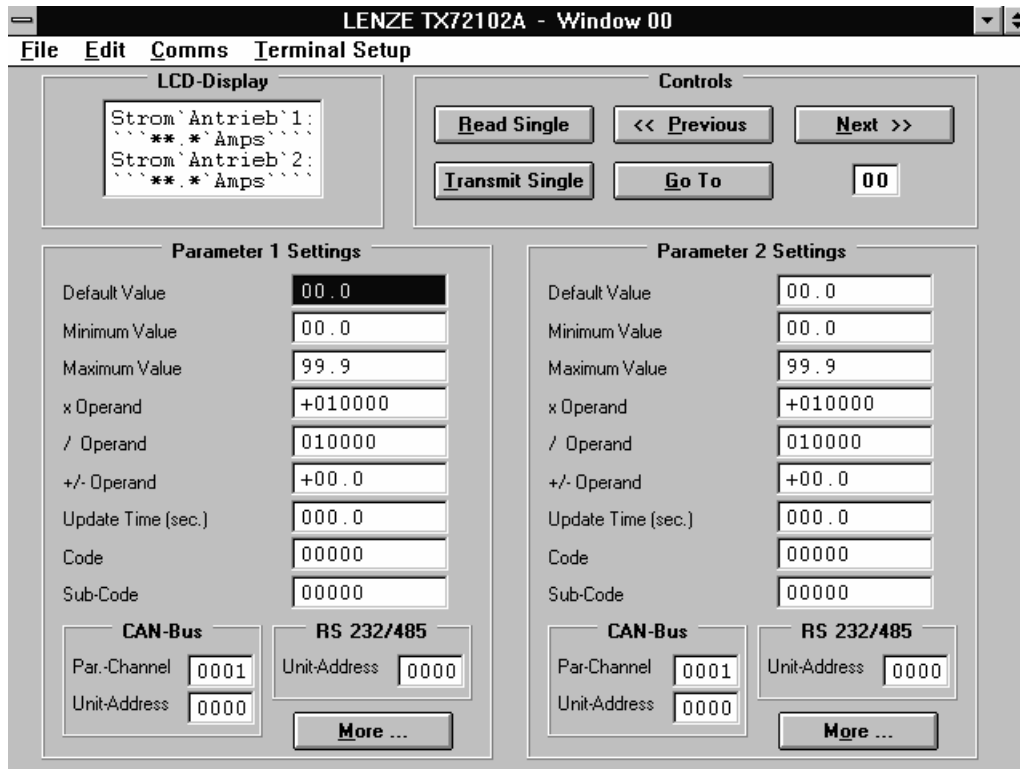 LENZE TX72102A - Window 00
File Edit Comms Terminal Setup
LCD-Display
Strom`Antrieb`1:
```**.*`Amps````
Strom`Antrieb`2:
```**.*`Amps````
Controls
Read Single << Previous Next >>
Transmit Single Go To 00
Parameter 1 Settings
Default Value 00.0
Minimum Value 00.0
Maximum Value 99.9
x Operand +010000
/ Operand 010000
+/- Operand +00.0
Update Time (sec.) 000.0
Code 00000
Sub-Code 00000
CAN-Bus
Par.-Channel 0001
Unit-Address 0000
RS 232/485
Unit-Address 0000
More ...
Parameter 2 Settings
Default Value 00.0
Minimum Value 00.0
Maximum Value 99.9
x Operand +010000
/ Operand 010000
+/- Operand +00.0
Update Time (sec.) 000.0
Code 00000
Sub-Code 00000
CAN-Bus
Par-Channel 0001
Unit-Address 0000
RS 232/485
Unit-Address 0000
More ...